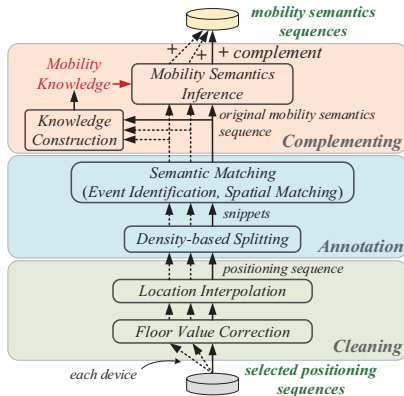 mobility semantics
sequences
+ + + complement
Mobility
Knowledge
Mobility Semantics
Inference
Knowledge
Construction
original mobility semantics
sequence
Complementing
Semantic Matching
(Event Identification, Spatial Matching)
snippets
Density-based Splitting
Annotation
positioning sequence
Location Interpolation
Floor Value Correction
Cleaning
each device
selected positioning
sequences